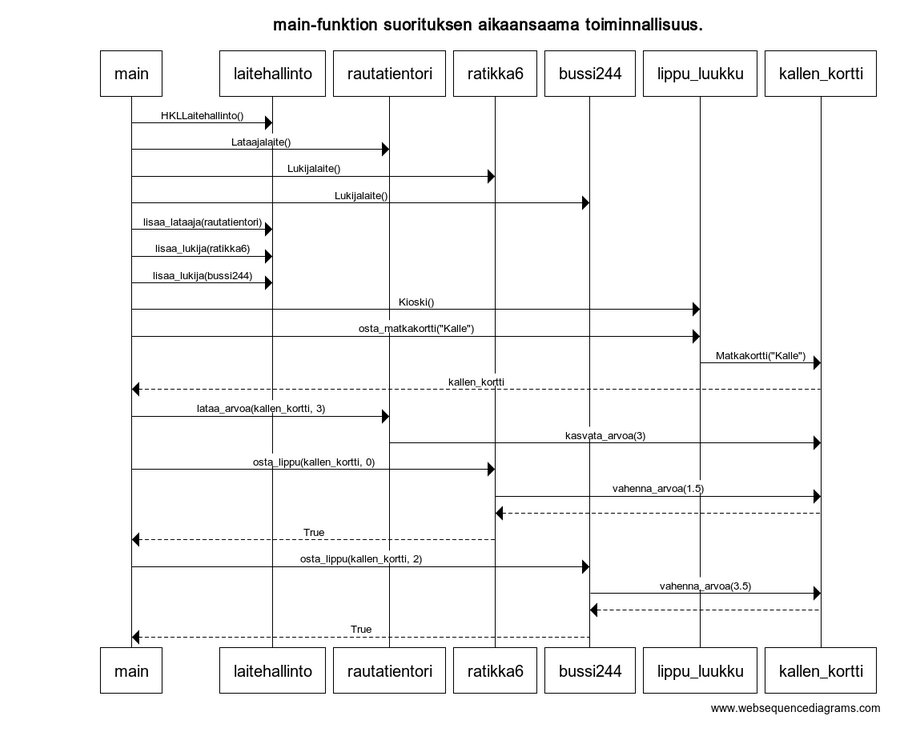 main-funktion suorituksen aikaansaama toiminnallisuus.
main laitehallinto rautatientori ratikka6 bussi244 lippu_luukku kallen_kortti
HKLLaitehallinto()
Lataajalaite()
Lukijalaite()
Lukijalaite()
lisaa_lataaja(rautatientori)
lisaa_lukija(ratikka6)
lisaa_lukija(bussi244)
Kioski()
osta_matkakortti("Kalle")
Matkakortti("Kalle")
kallen_kortti
lataa_arvoa(kallen_kortti, 3)
kasvata_arvoa(3)
osta_lippu(kallen_kortti, 0)
vahenna_arvoa(1.5)
True
osta_lippu(kallen_kortti, 2)
vahenna_arvoa(3.5)
True
main laitehallinto rautatientori ratikka6 bussi244 lippu_luukku kallen_kortti
www.websequencediagrams.com